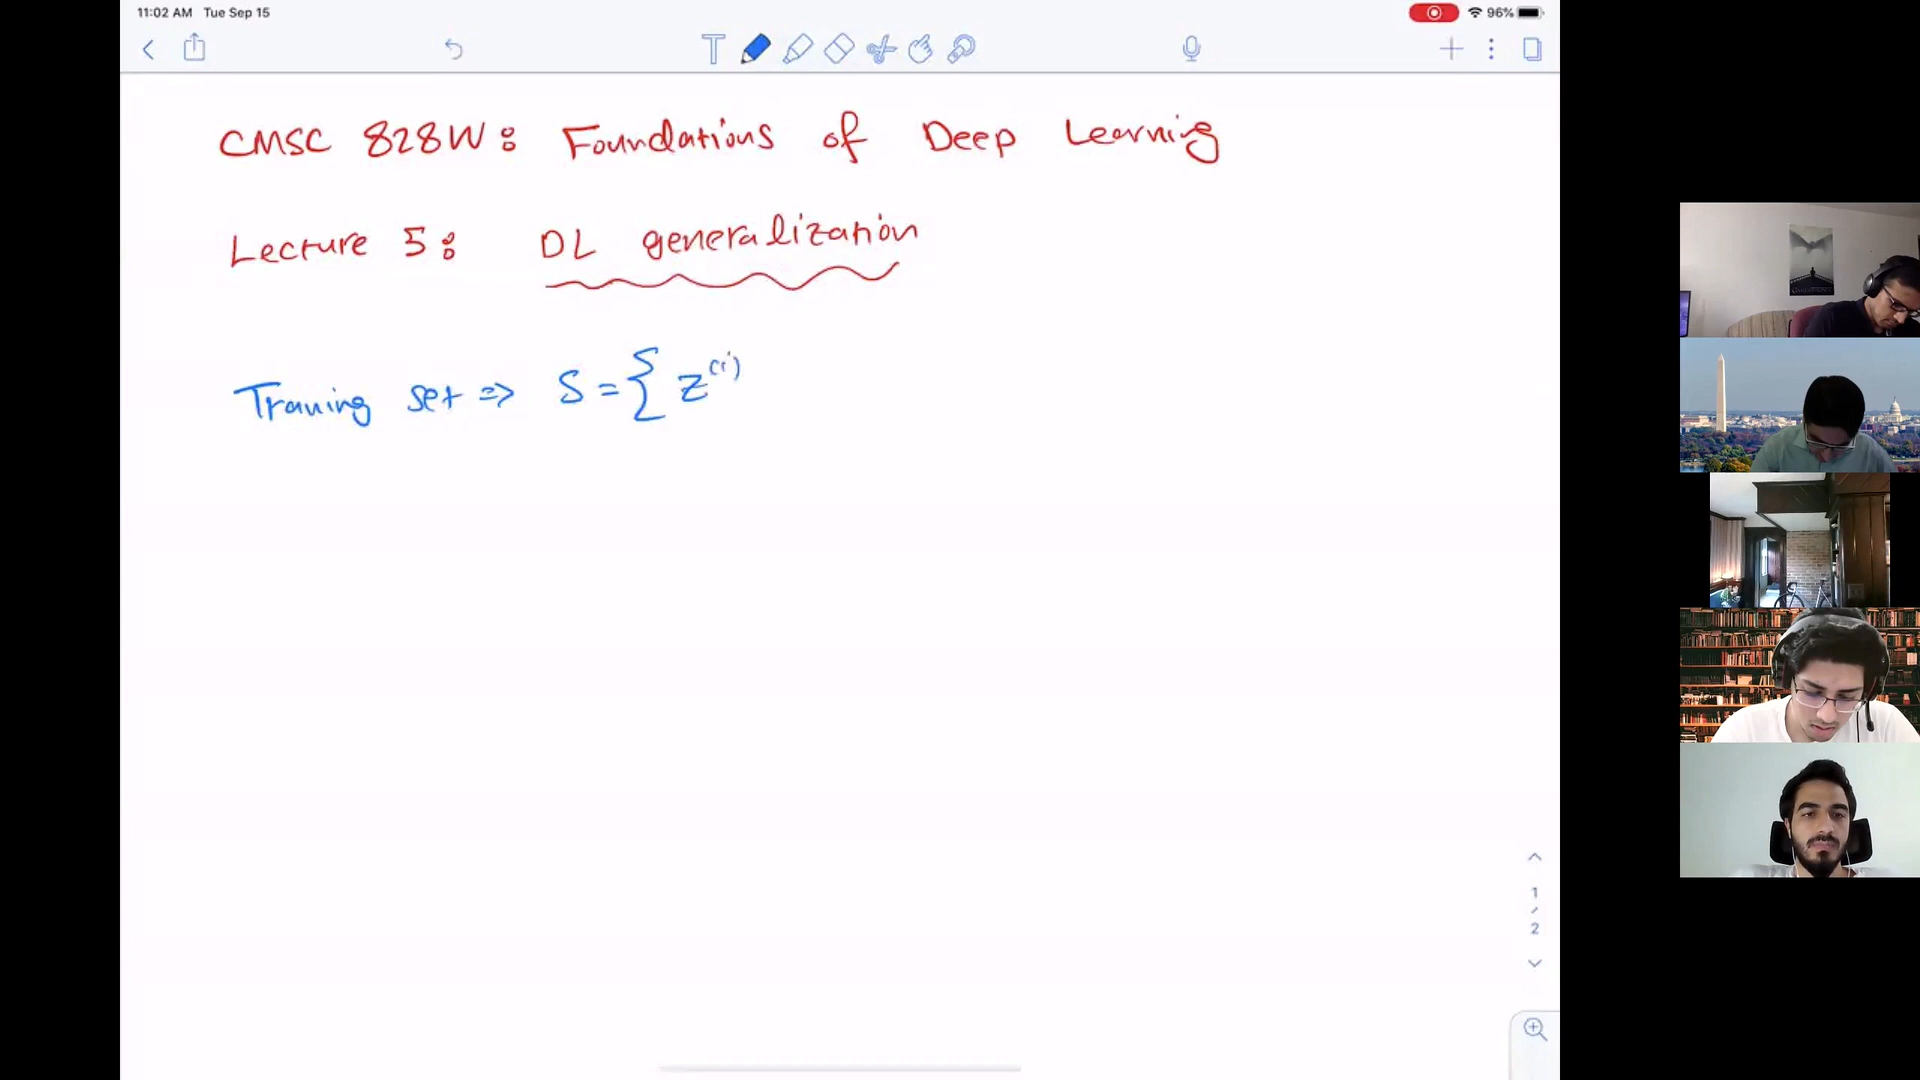 11:02 AM Tue Sep 15
96%
CMSC 828W: Foundations of Deep Learning
Lecture 5: DL generalization
Traning set => S = { z^(i)
1
2